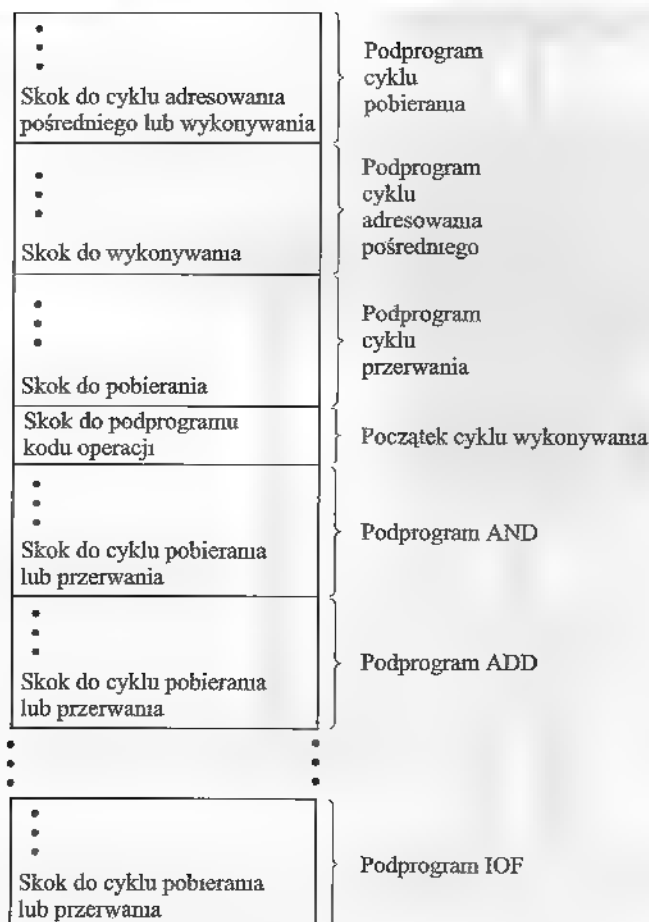 Skok do cyklu adresowania
pośredniego lub wykonywania
Podprogram
cyklu
pobierania
Skok do wykonywania
Podprogram
cyklu
adresowania
pośredniego
Skok do pobierania
Podprogram
cyklu
przerwania
Skok do podprogramu
kodu operacji
Początek cyklu wykonywania
Skok do cyklu pobierania
lub przerwania
Podprogram AND
Skok do cyklu pobierania
lub przerwania
Podprogram ADD
Skok do cyklu pobierania
lub przerwania
Podprogram IOF